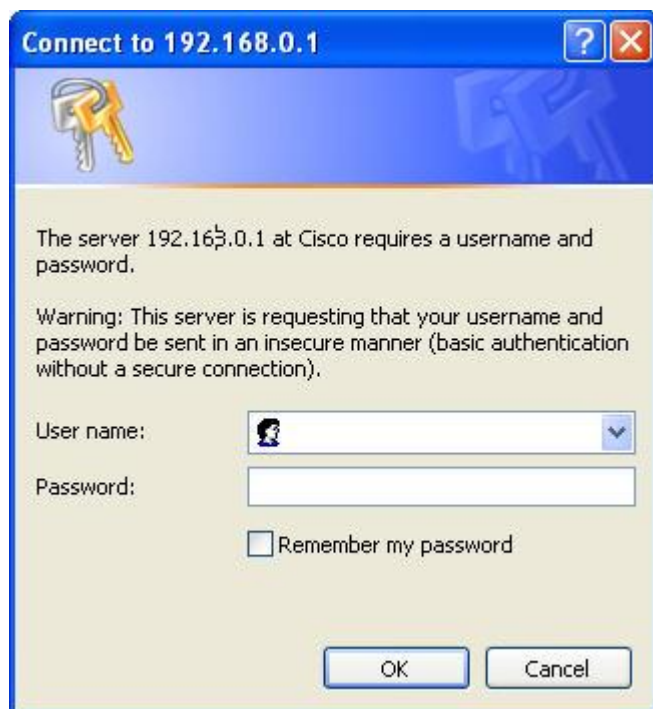 Connect to 192.168.0.1
The server 192.168.0.1 at Cisco requires a username and
password.
Warning: This server is requesting that your username and
password be sent in an insecure manner (basic authentication
without a secure connection).
User name:
Password:
Remember my password
OK
Cancel